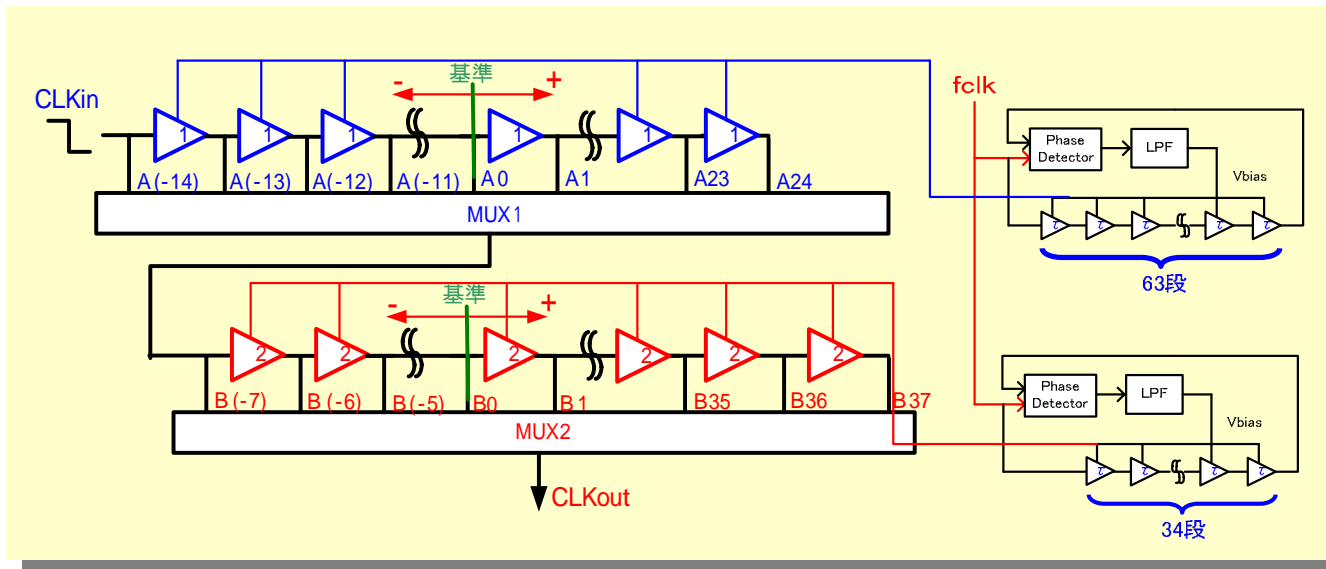 CLKin
-
基準
+
1
1
1
1
1
1
A(-14)
A(-13)
A(-12)
A(-11)
A0
A1
A23
A24
MUX1
-
基準
+
2
2
2
2
2
2
B(-7)
B(-6)
B(-5)
B0
B1
B35
B36
B37
MUX2
CLKout
fclk
Phase
Detector
LPF
Vbias
τ
τ
τ
τ
τ
63段
Phase
Detector
LPF
Vbias
τ
τ
τ
τ
34段